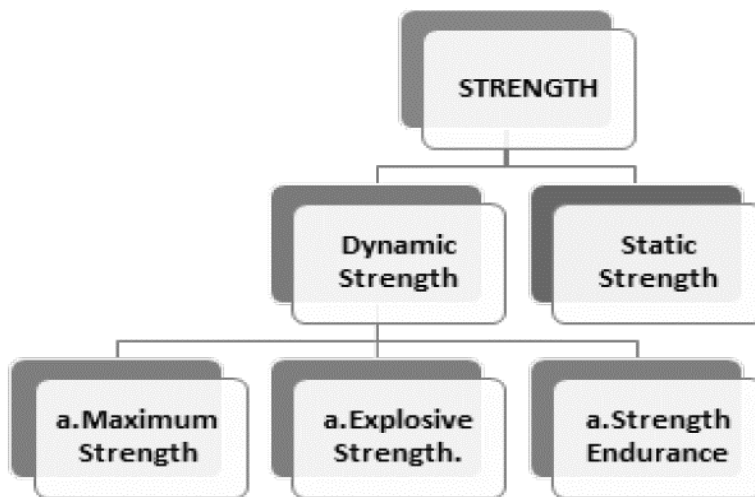 STRENGTH
Dynamic
Strength
Static
Strength
a.Maximum
Strength
a.Explosive
Strength.
a.Strength
Endurance